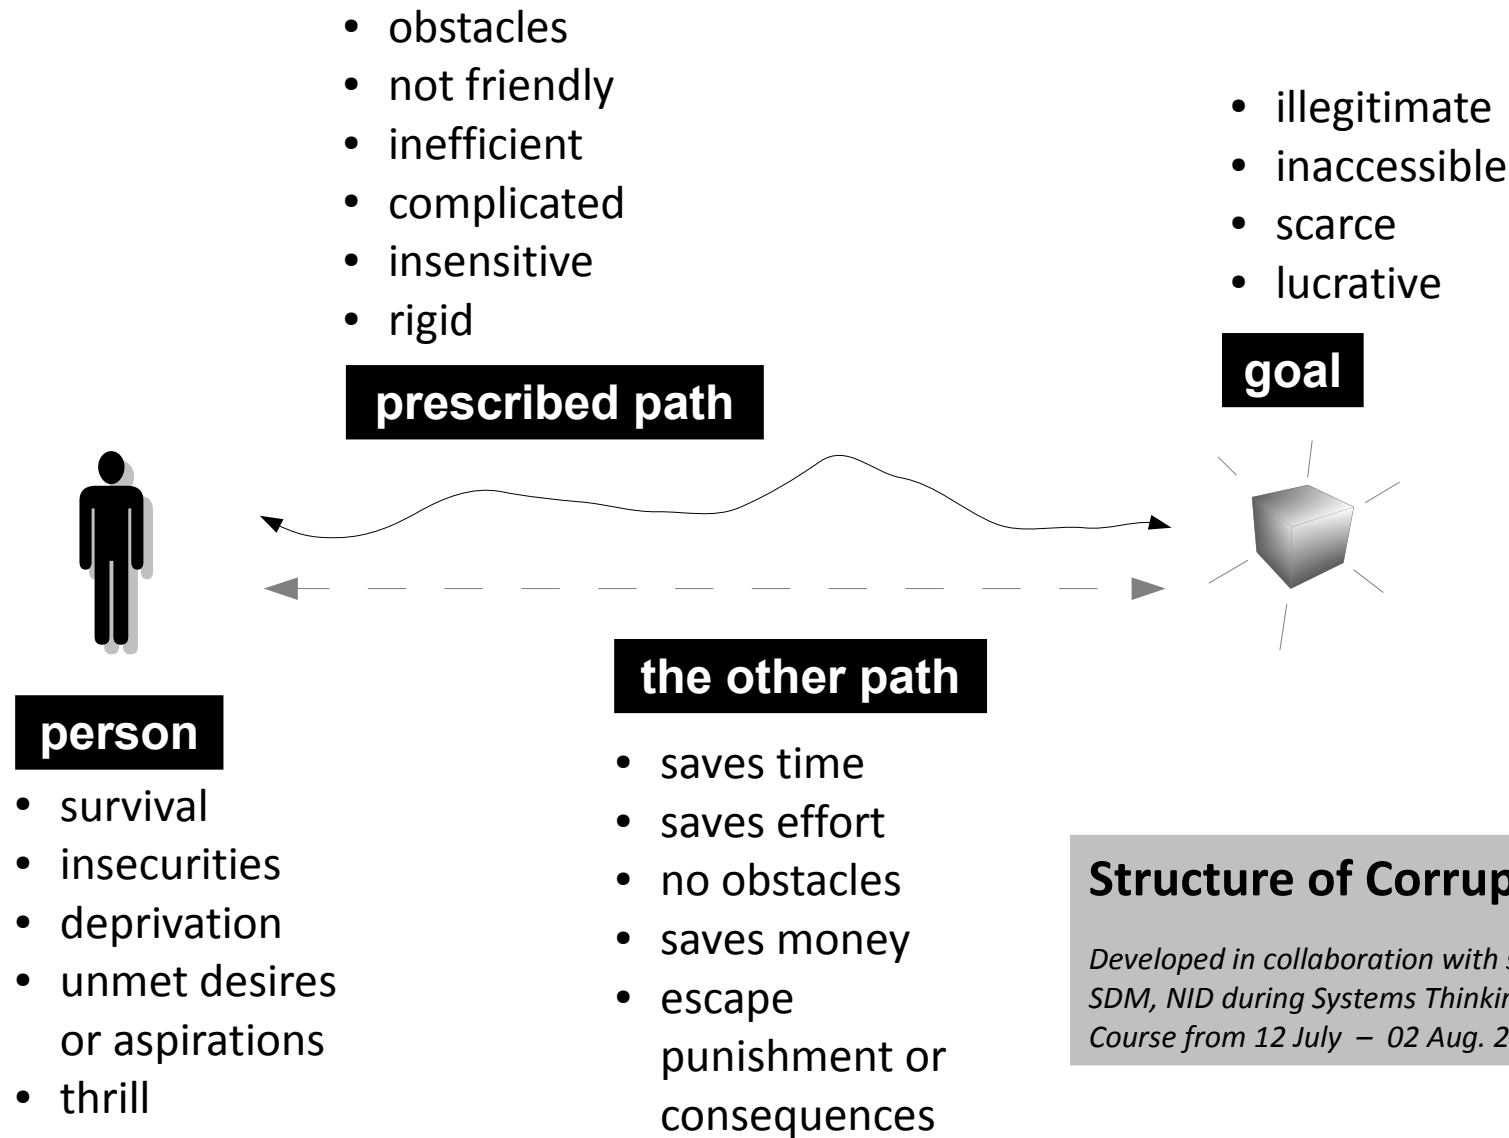 • obstacles
• not friendly
• inefficient
• complicated
• insensitive
• rigid
prescribed path
• illegitimate
• inaccessible
• scarce
• lucrative
goal
person
• survival
• insecurities
• deprivation
• unmet desires
or aspirations
• thrill
the other path
• saves time
• saves effort
• no obstacles
• saves money
• escape
punishment or
consequences
Structure of Corrup
Developed in collaboration with
SDM, NID during Systems Thinkin
Course from 12 July – 02 Aug. 2